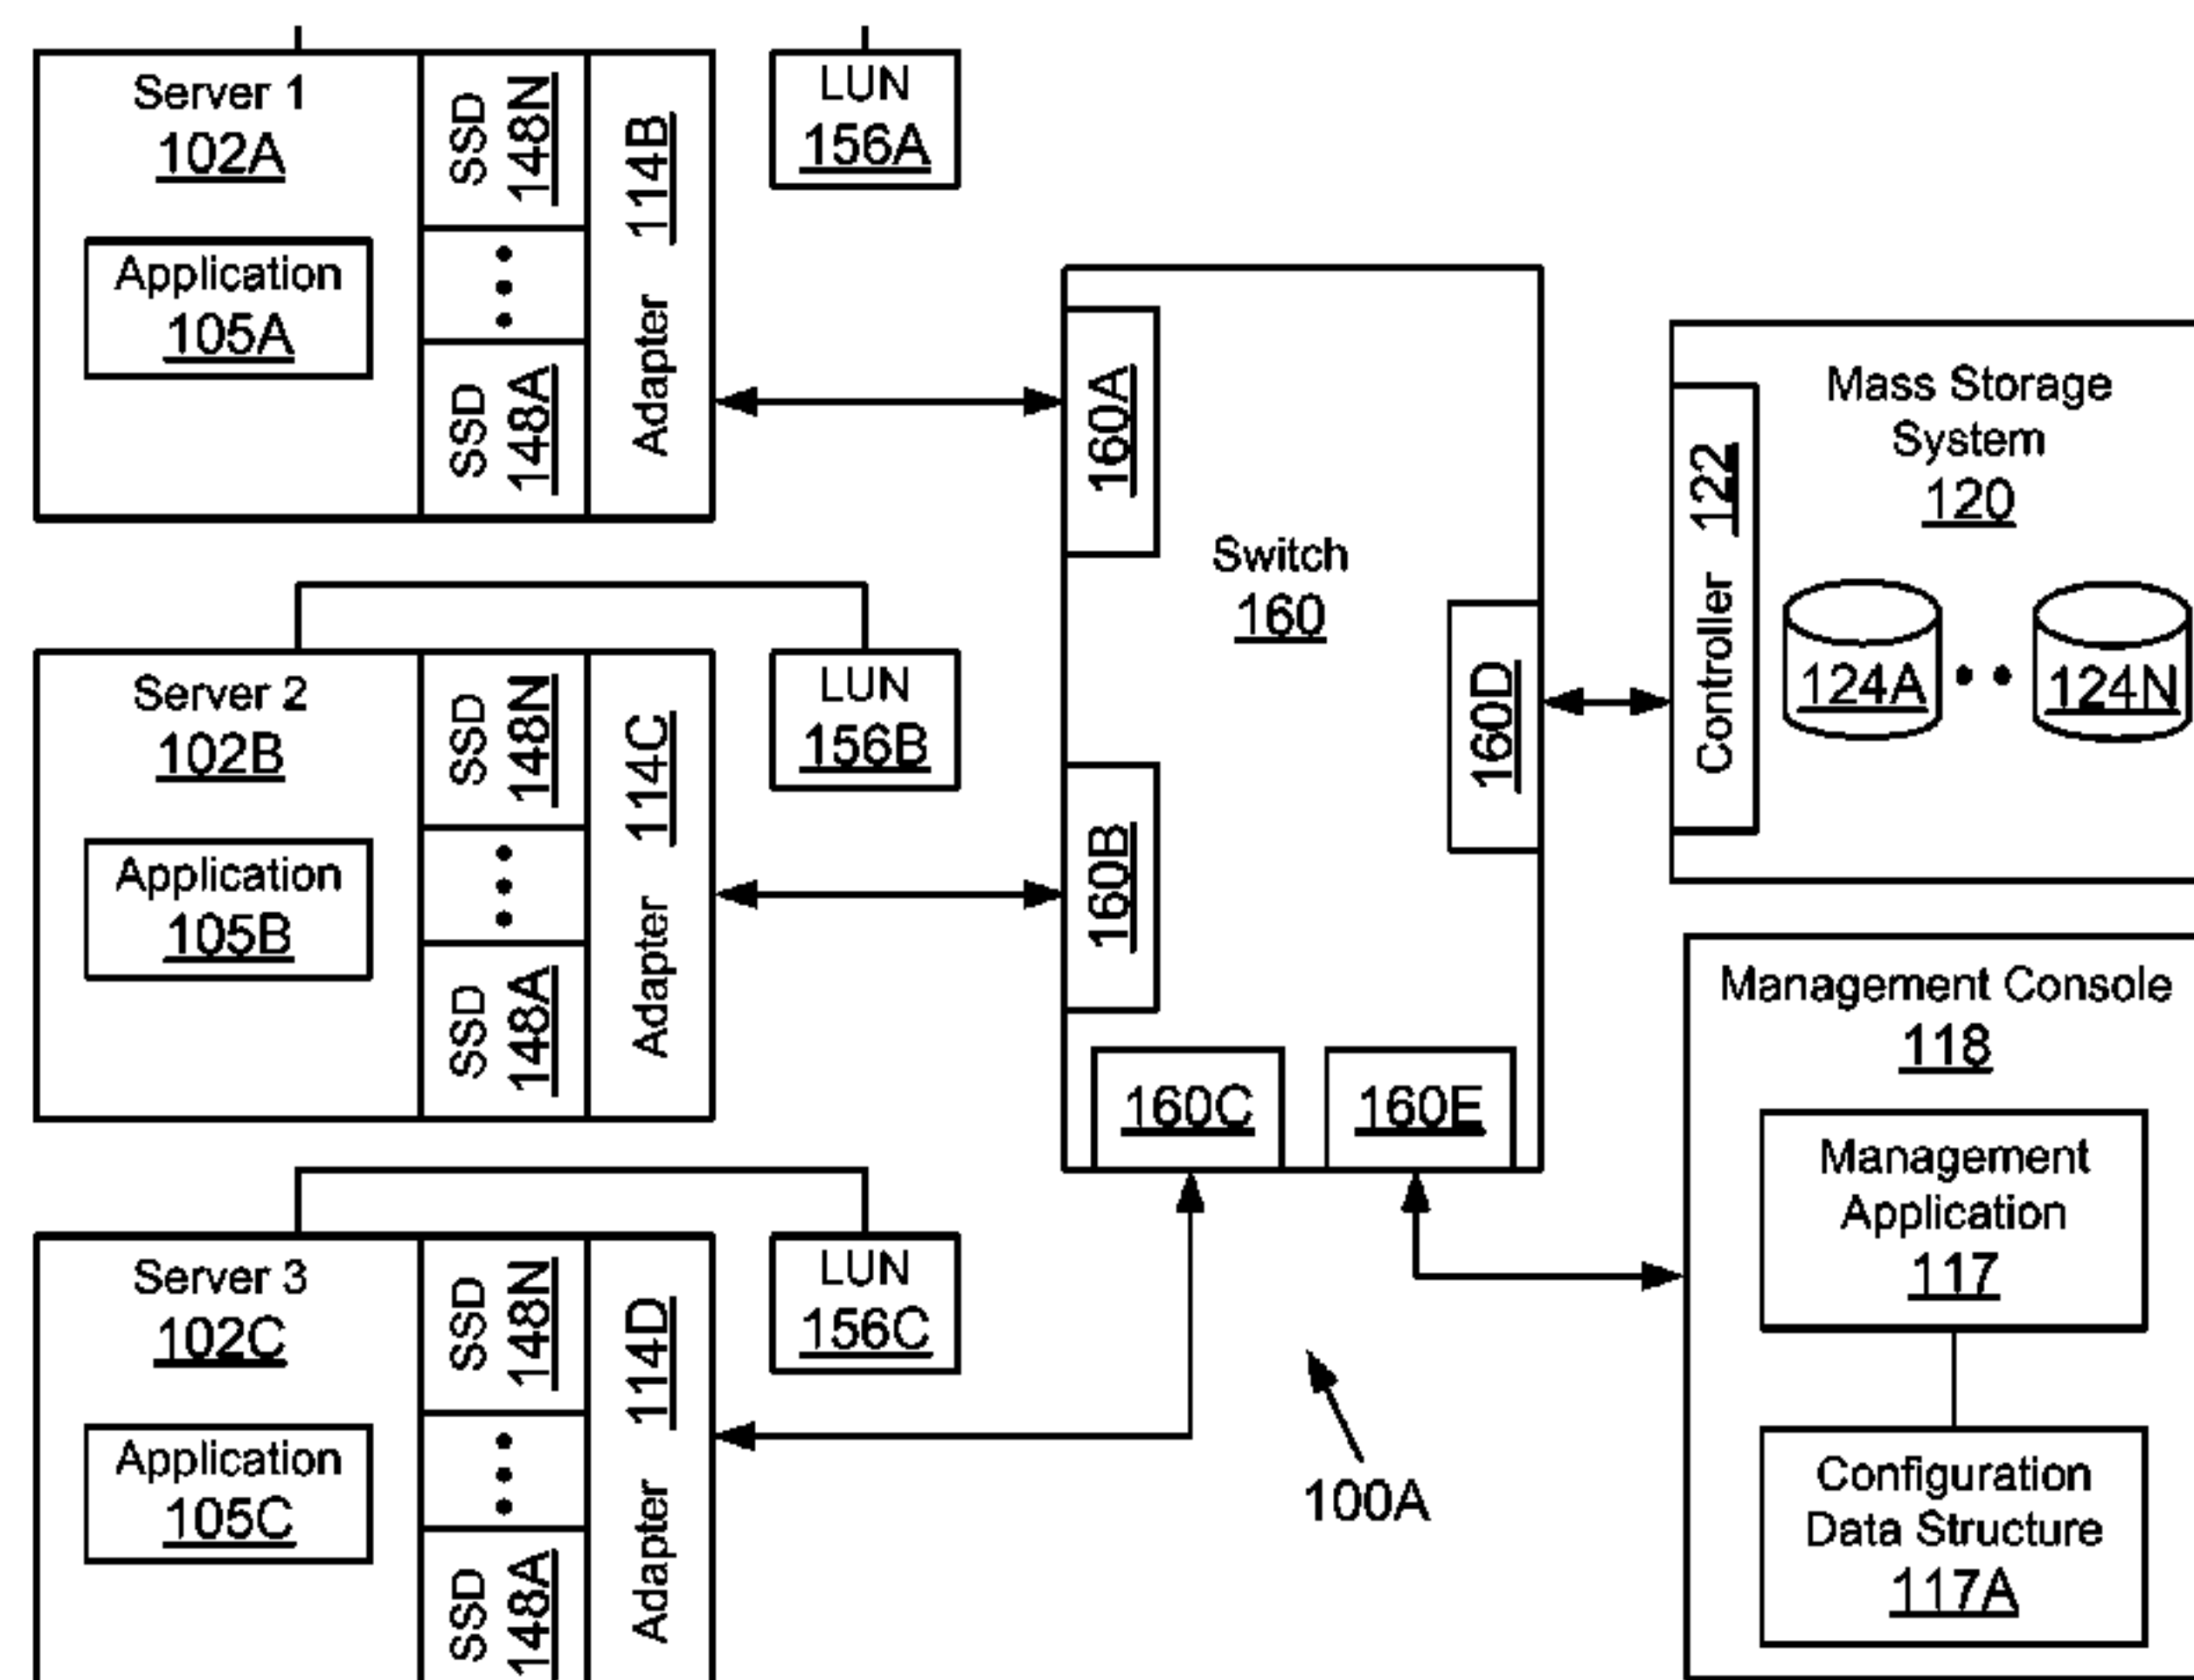 Server 1
102A
Application
105A
SSD
148N
SSD
148A
Adapter 114B
LUN
156A
Server 2
102B
Application
105B
SSD
148N
SSD
148A
Adapter 114C
LUN
156B
Server 3
102C
Application
105C
SSD
148N
SSD
148A
Adapter 114D
LUN
156C
Switch
160
160A
160B
160C
160E
160D
100A
Mass Storage
System
120
Controller 122
124A
124N
Management Console
118
Management
Application
117
Configuration
Data Structure
117A